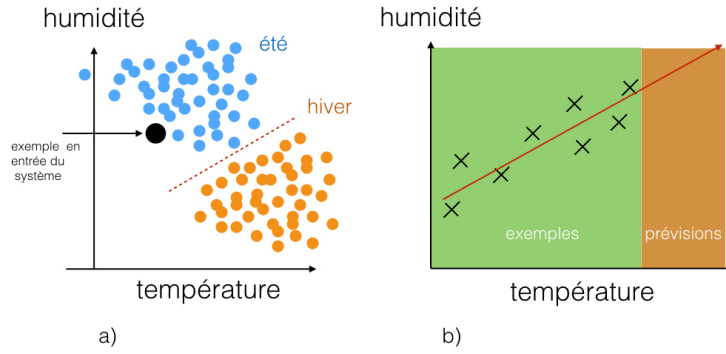 humidité
été
hiver
exemple en
entrée du
système
température
a)
humidité
exemples
prévisions
température
b)